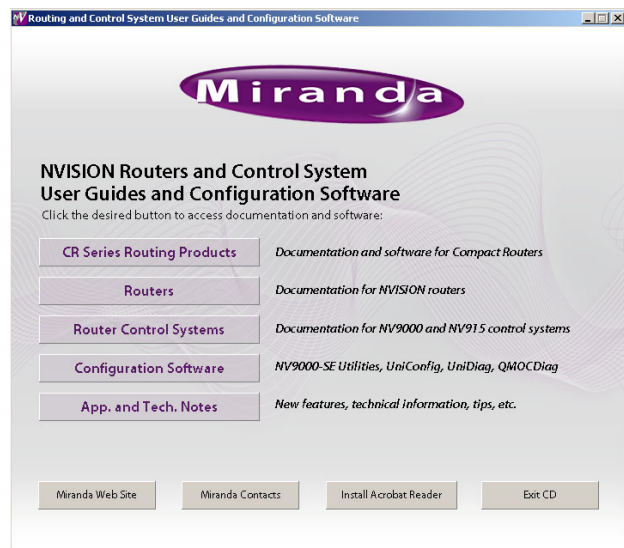 Routing and Control System User Guides and Configuration Software
Miranda
NVISION Routers and Control System
User Guides and Configuration Software
Click the desired button to access documentation and software:
CR Series Routing Products Documentation and software for Compact Routers
Routers Documentation for NVISION routers
Router Control Systems Documentation for NV9000 and NV915 control systems
Configuration Software NV9000-SE Utilities, UniConfig, UniDiag, QMOCDiag
App. and Tech. Notes New features, technical information, tips, etc.
Miranda Web Site Miranda Contacts Install Acrobat Reader Exit CD